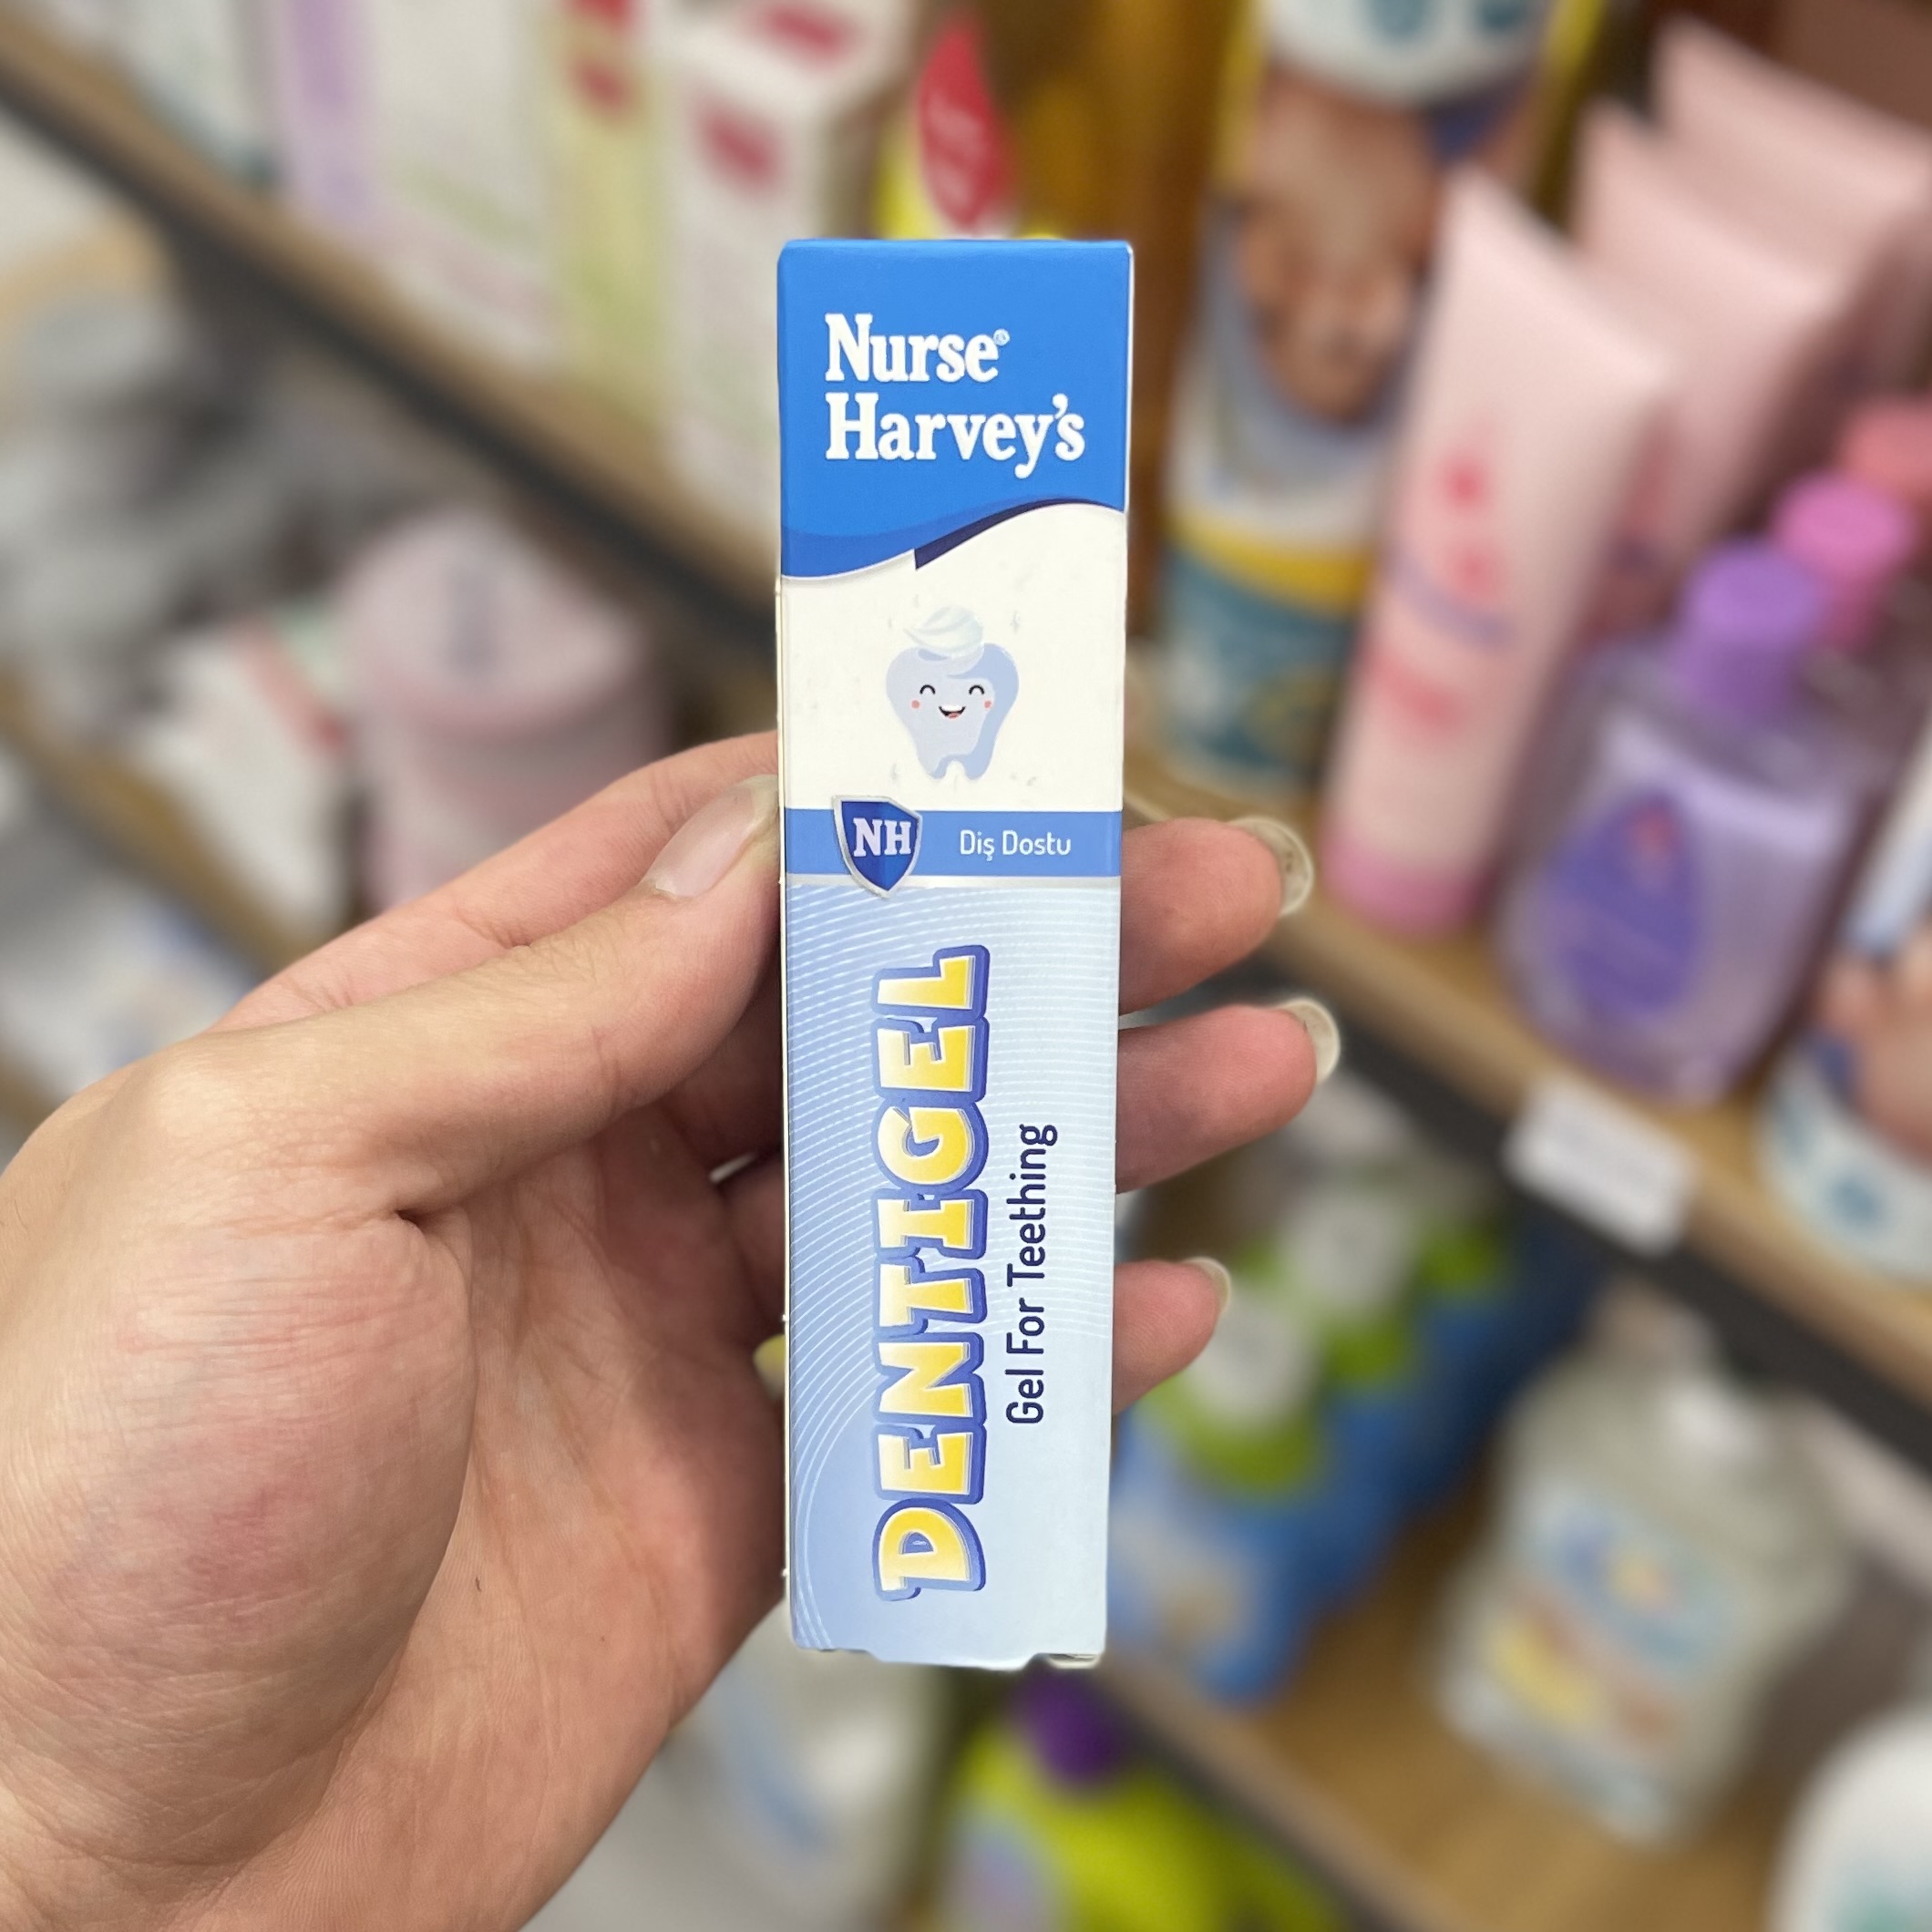 Nurse®
Harvey's
NH
Diş Dostu
DENTIGEL
Gel For Teething